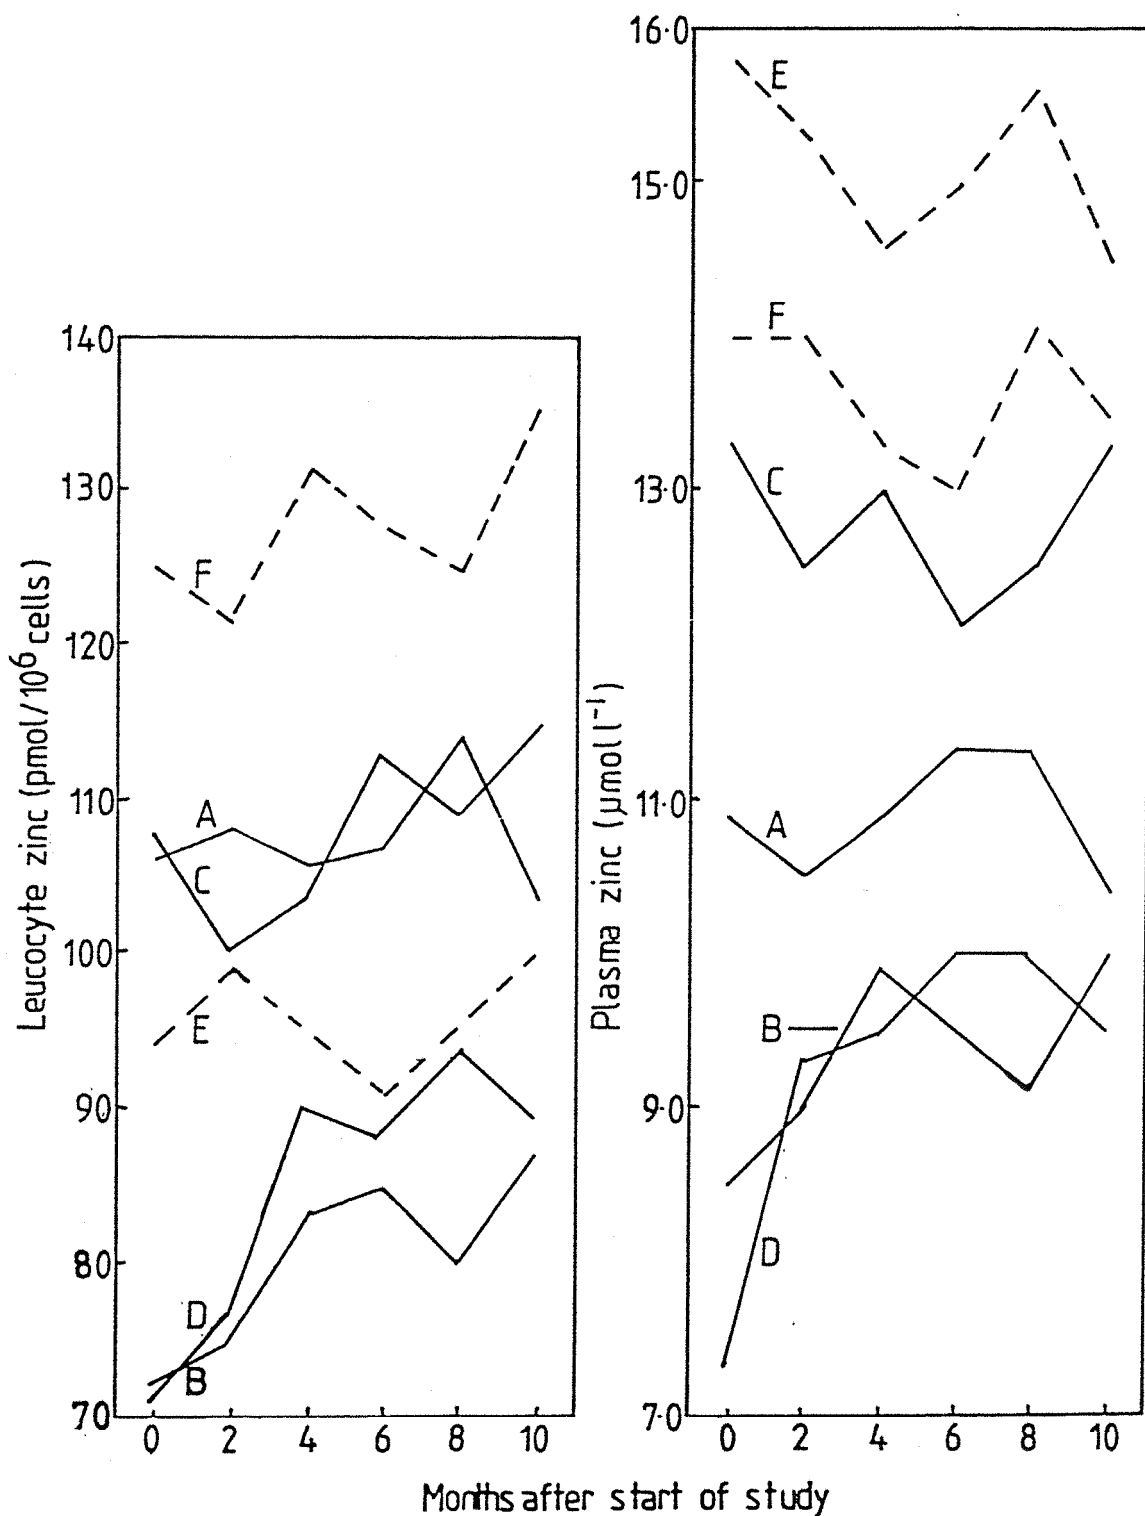 Leucocyte zinc (pmol/10⁶ cells)
140
130
120
110
100
90
80
70
F
A
C
E
D
B
0 2 4 6 8 10
Plasma zinc (μmol l⁻¹)
16·0
15·0
13·0
11·0
9·0
7·0
E
F
C
A
B
D
0 2 4 6 8 10
Months after start of study